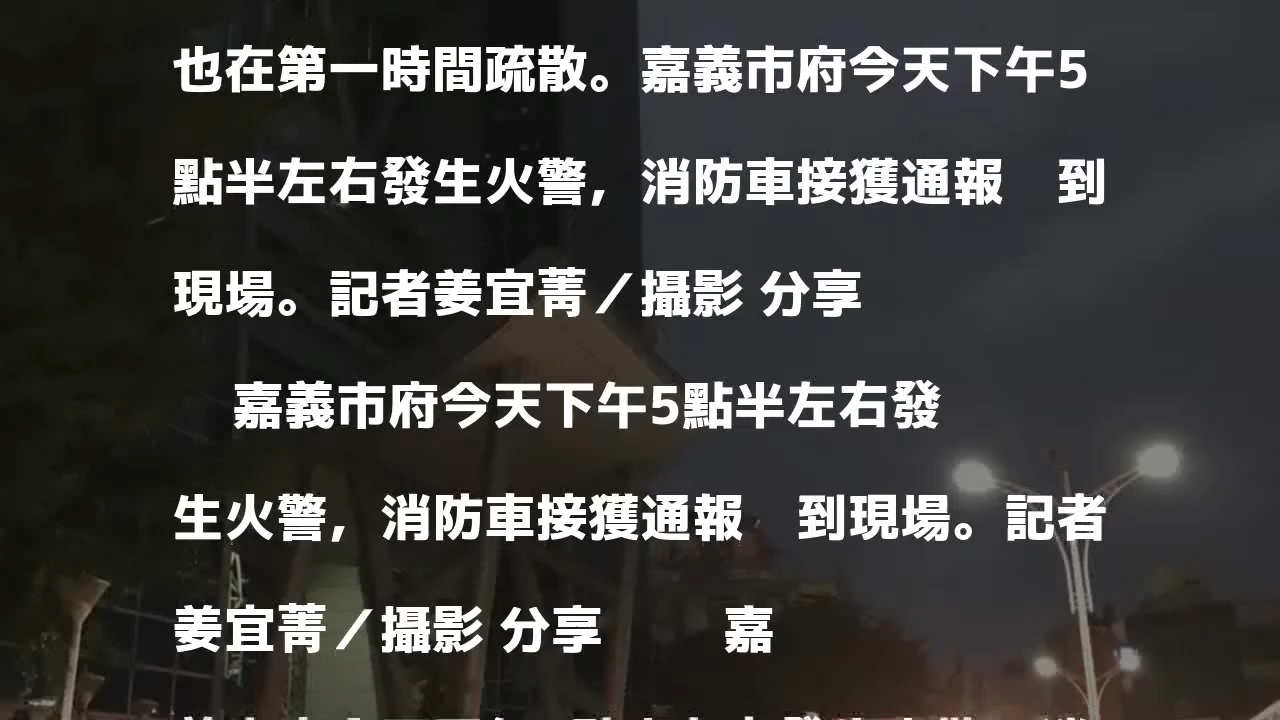 也在第一時間疏散。嘉義市府今天下午5
點半左右發生火警，消防車接獲通報　到
現場。記者姜宜菁／攝影 分享
嘉義市府今天下午5點半左右發
生火警，消防車接獲通報　到現場。記者
姜宜菁／攝影 分享　　嘉